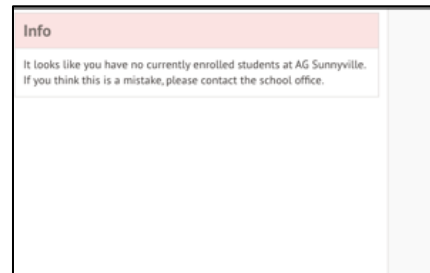 Info
It looks like you have no currently enrolled students at AG Sunnyville.
If you think this is a mistake, please contact the school office.